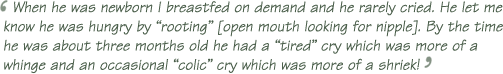 ‘ When he was newborn I breastfed on demand and he rarely cried. He let me
know he was hungry by “rooting” [open mouth looking for nipple]. By the time
he was about three months old he had a “tired” cry which was more of a
whinge and an occasional “colic” cry which was more of a shriek! ’